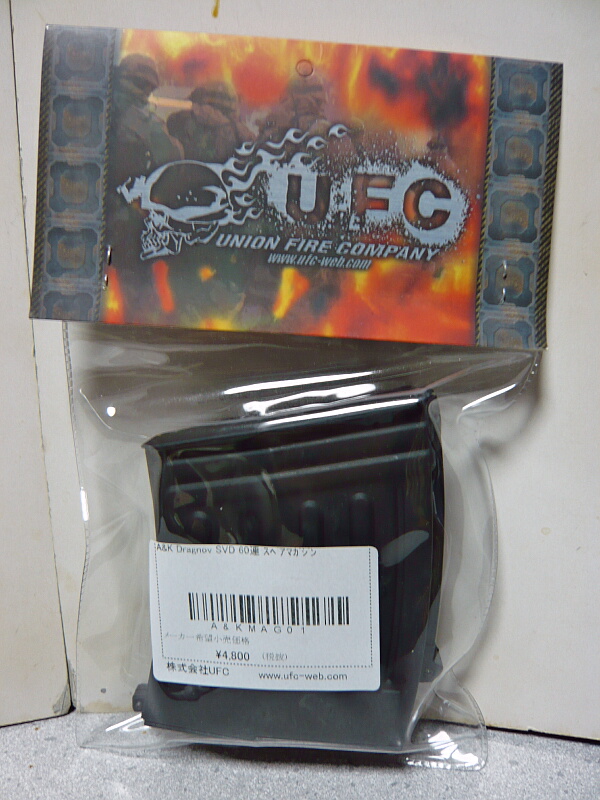 UFC
UNION FIRE COMPANY
www.ufc-web.com
A&K Dragnov SVD 60連 スペアマガジン
A&KMAG01
メーカー希望小売価格
¥4,800 (税抜)
株式会社UFC www.ufc-web.com